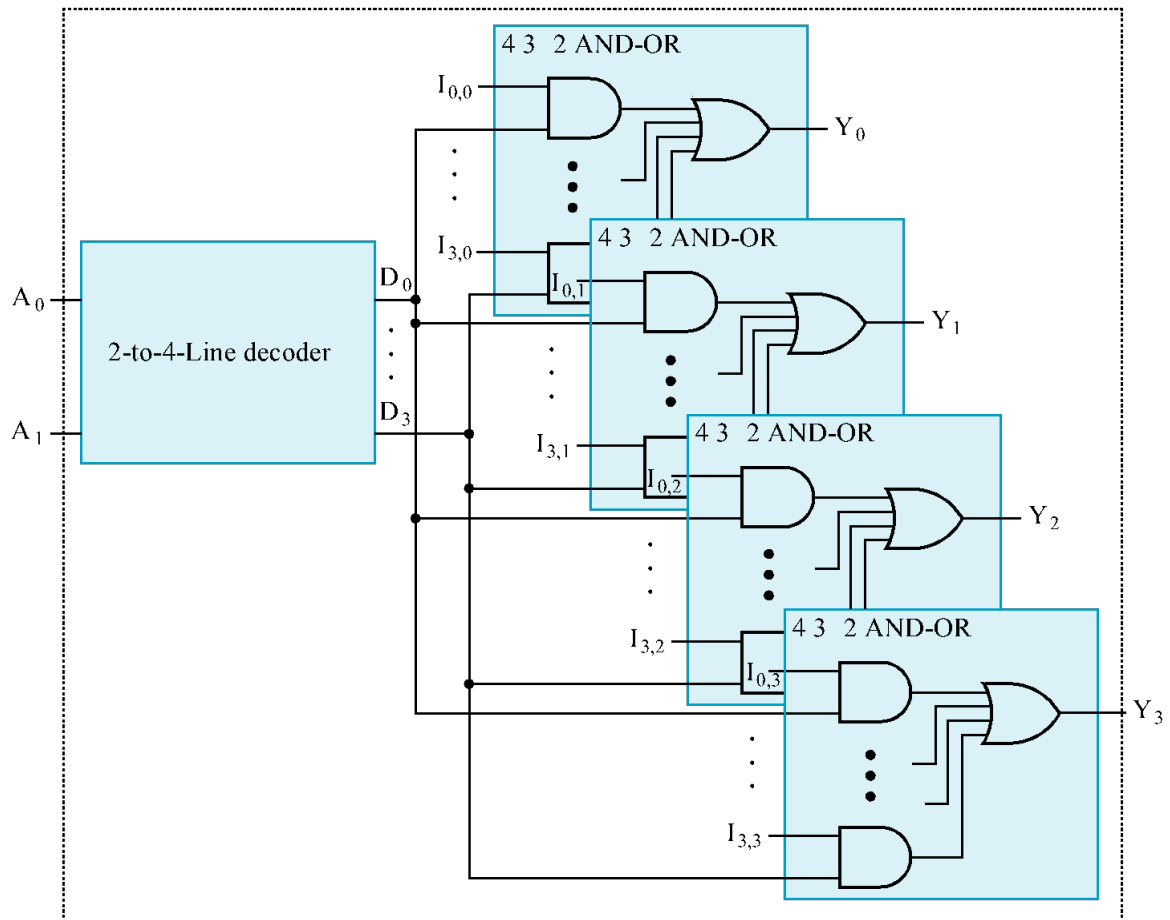 4 3 2 AND-OR
I0,0
Y0
I3,0
4 3 2 AND-OR
I0,1
Y1
A0
D0
2-to-4-Line decoder
A1
D3
I3,1
4 3 2 AND-OR
I0,2
Y2
I3,2
4 3 2 AND-OR
I0,3
Y3
I3,3